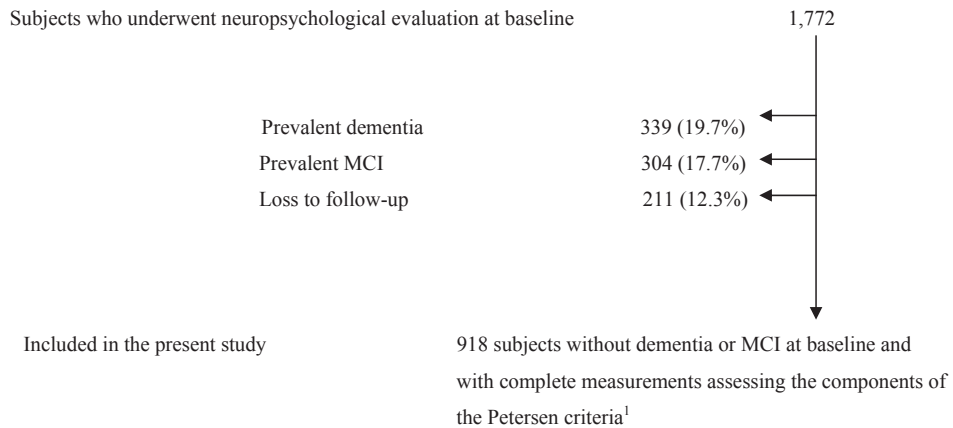 Subjects who underwent neuropsychological evaluation at baseline 1,772
Prevalent dementia 339 (19.7%)
Prevalent MCI 304 (17.7%)
Loss to follow-up 211 (12.3%)
Included in the present study 918 subjects without dementia or MCI at baseline and
with complete measurements assessing the components of
the Petersen criteria¹